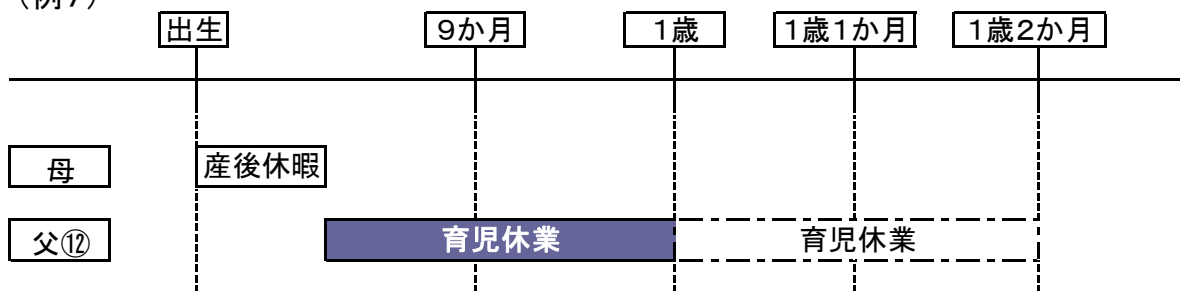 (例7)
出生 9か月 1歳 1歳1か月 1歳2か月
母 産後休暇
父⑫ 育児休業 育児休業